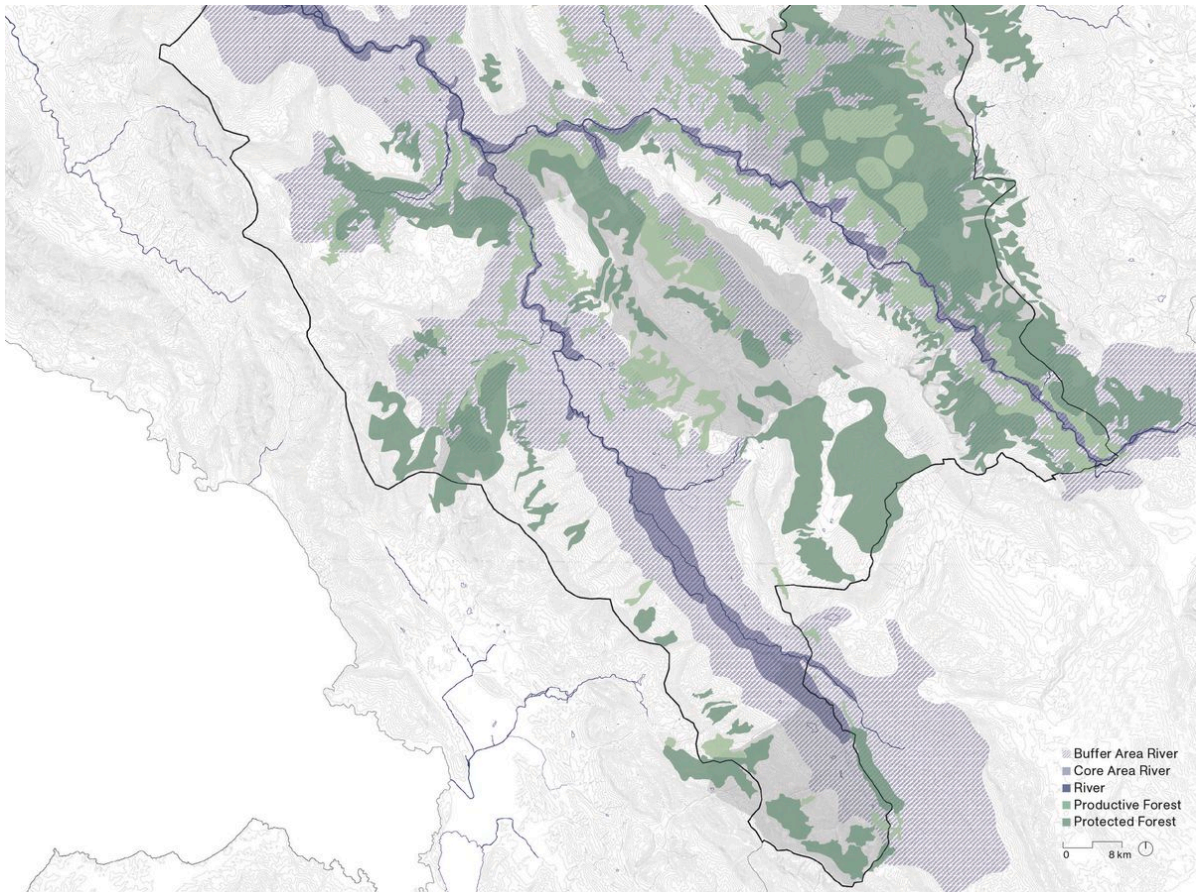 Buffer Area River
Core Area River
River
Productive Forest
Protected Forest
0 8 km